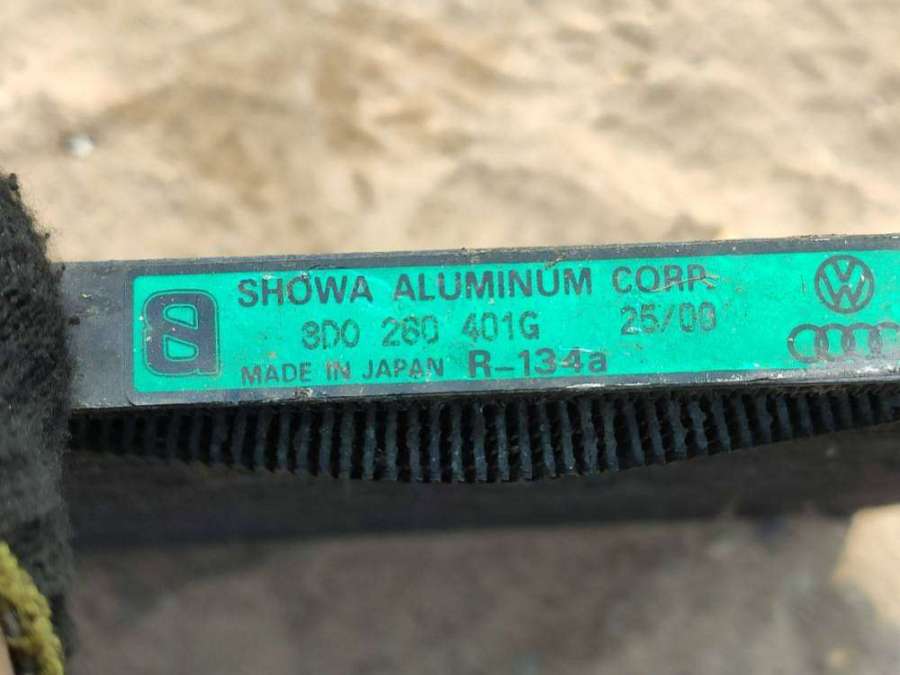 SHOWA ALUMINUM CORP.
8D0 260 401G 25/00
MADE IN JAPAN R-134a